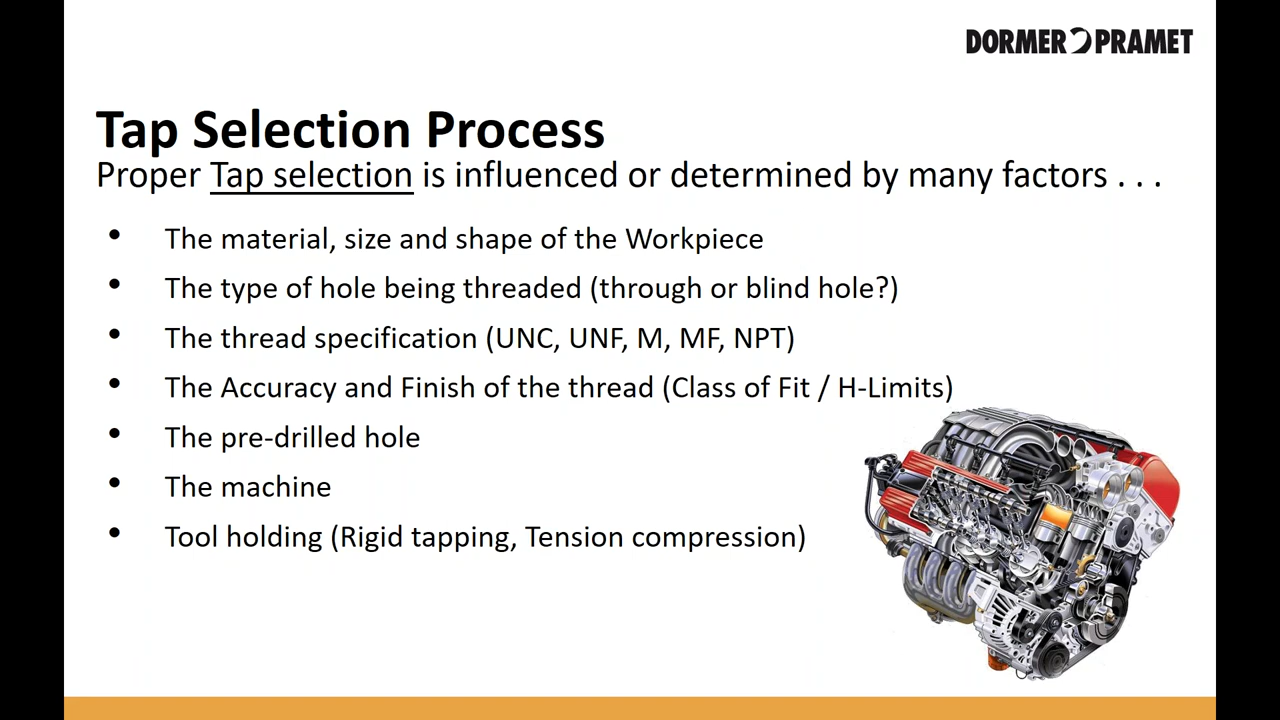 DORMER PRAMET
Tap Selection Process
Proper Tap selection is influenced or determined by many factors . . .
• The material, size and shape of the Workpiece
• The type of hole being threaded (through or blind hole?)
• The thread specification (UNC, UNF, M, MF, NPT)
• The Accuracy and Finish of the thread (Class of Fit / H-Limits)
• The pre-drilled hole
• The machine
• Tool holding (Rigid tapping, Tension compression)